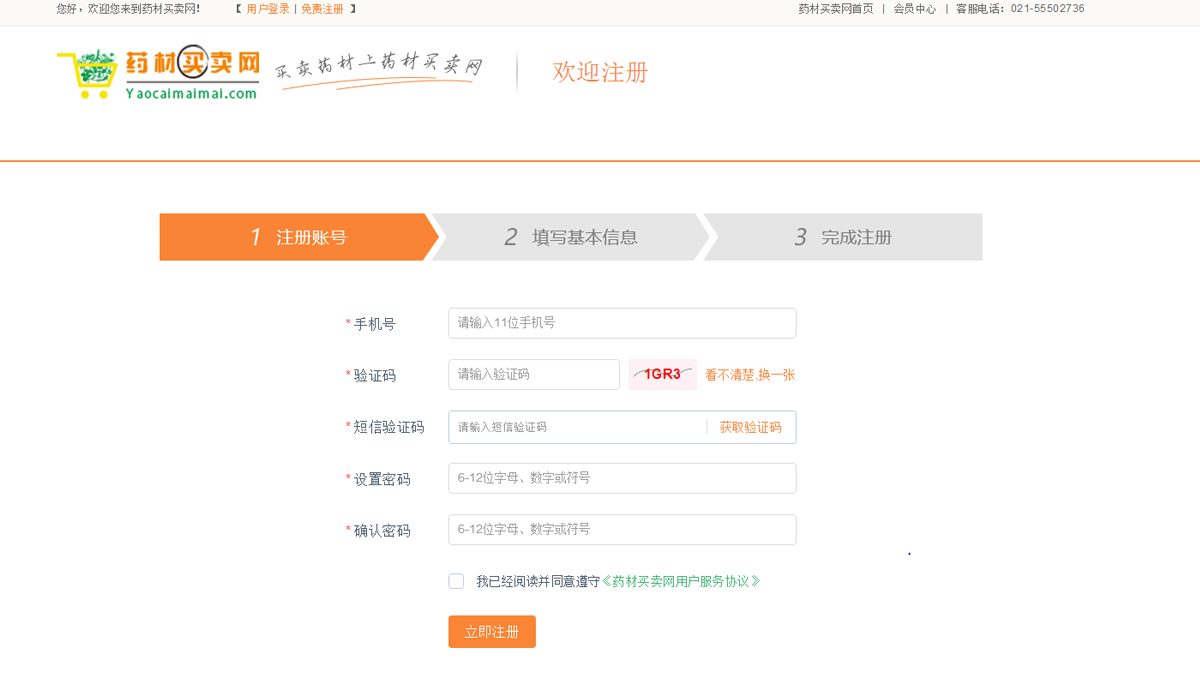 您好，欢迎您来到药材买卖网! 【 用户登录 | 免费注册 】 药材买卖网首页 | 会员中心 | 客服电话：021-55502736
药材买卖网 买卖药材上药材买卖网 欢迎注册
Yaocaimaimai.com
1 注册账号 2 填写基本信息 3 完成注册
*手机号 请输入11位手机号
*验证码 请输入验证码 1GR3 看不清楚,换一张
*短信验证码 请输入短信验证码 获取验证码
*设置密码 6-12位字母、数字或符号
*确认密码 6-12位字母、数字或符号
我已经阅读并同意遵守《药材买卖网用户服务协议》
立即注册